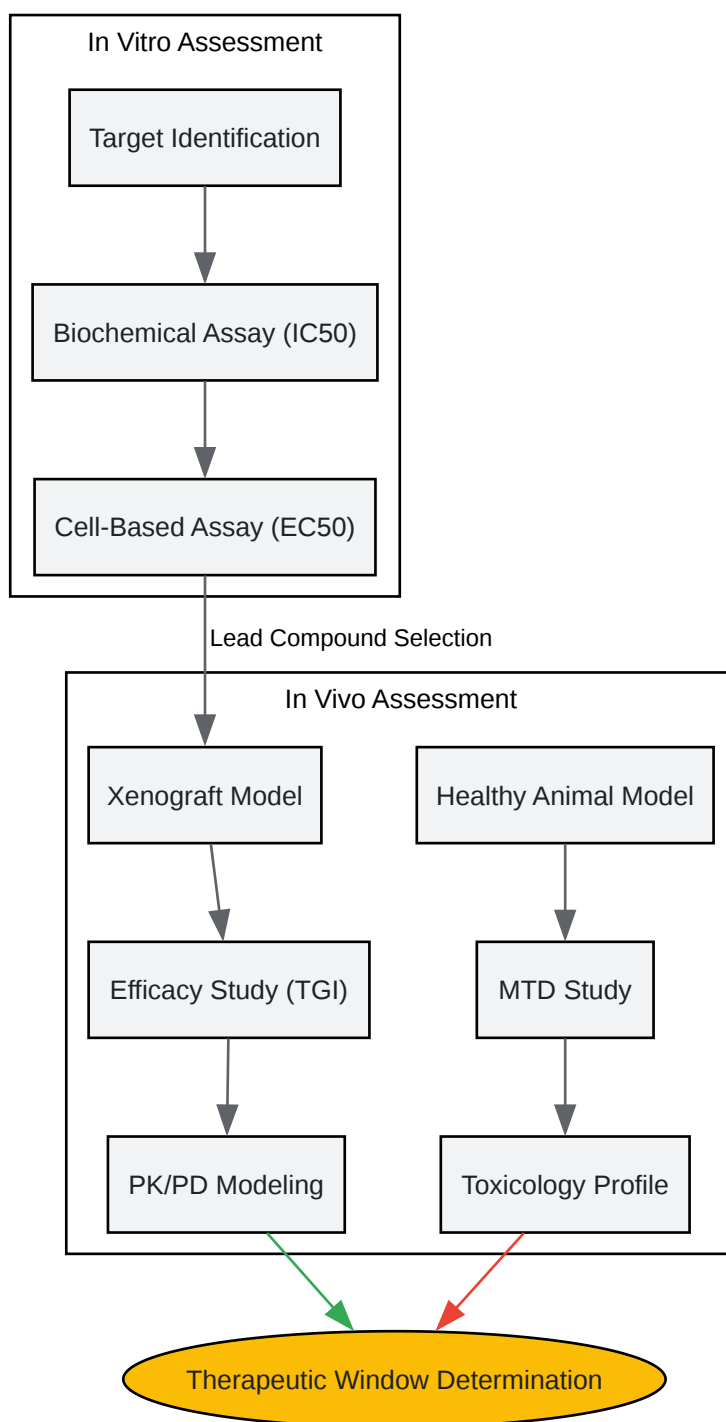 In Vitro Assessment
Target Identification
Biochemical Assay (IC50)
Cell-Based Assay (EC50)
Lead Compound Selection
In Vivo Assessment
Xenograft Model
Healthy Animal Model
Efficacy Study (TGI)
MTD Study
PK/PD Modeling
Toxicology Profile
Therapeutic Window Determination